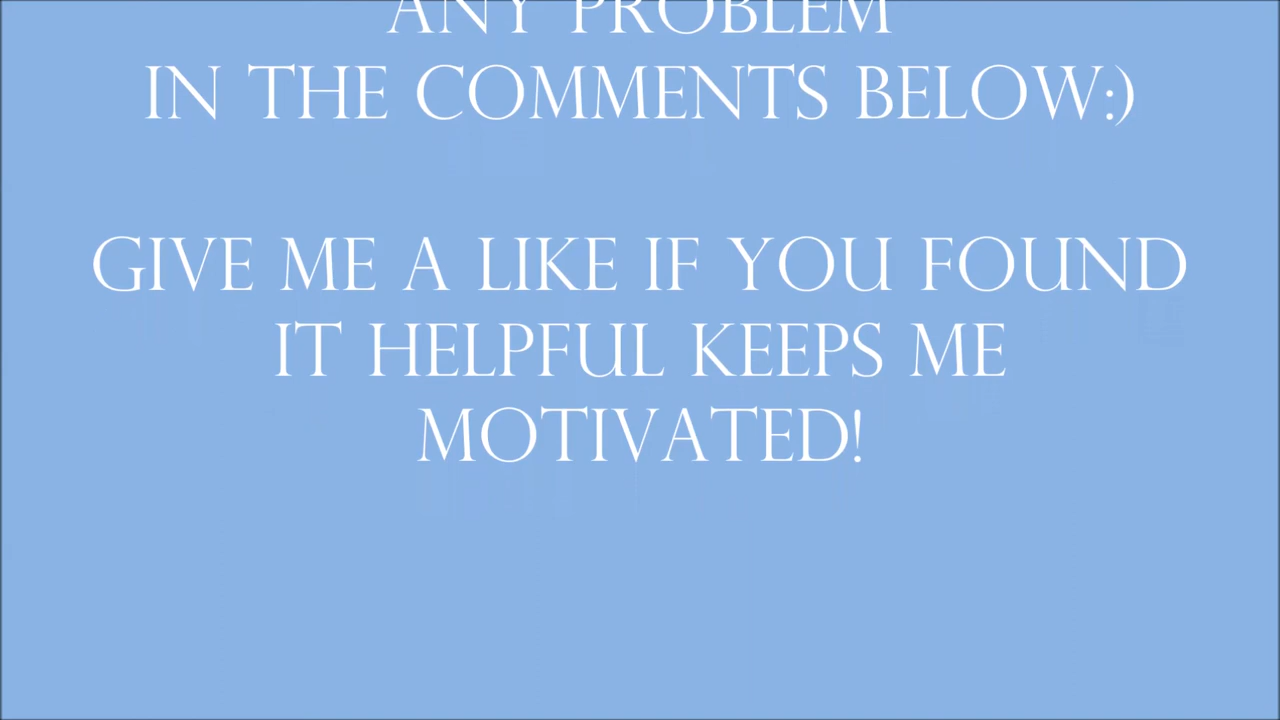 ANY PROBLEM
IN THE COMMENTS BELOW:)
GIVE ME A LIKE IF YOU FOUND
IT HELPFUL KEEPS ME
MOTIVATED!